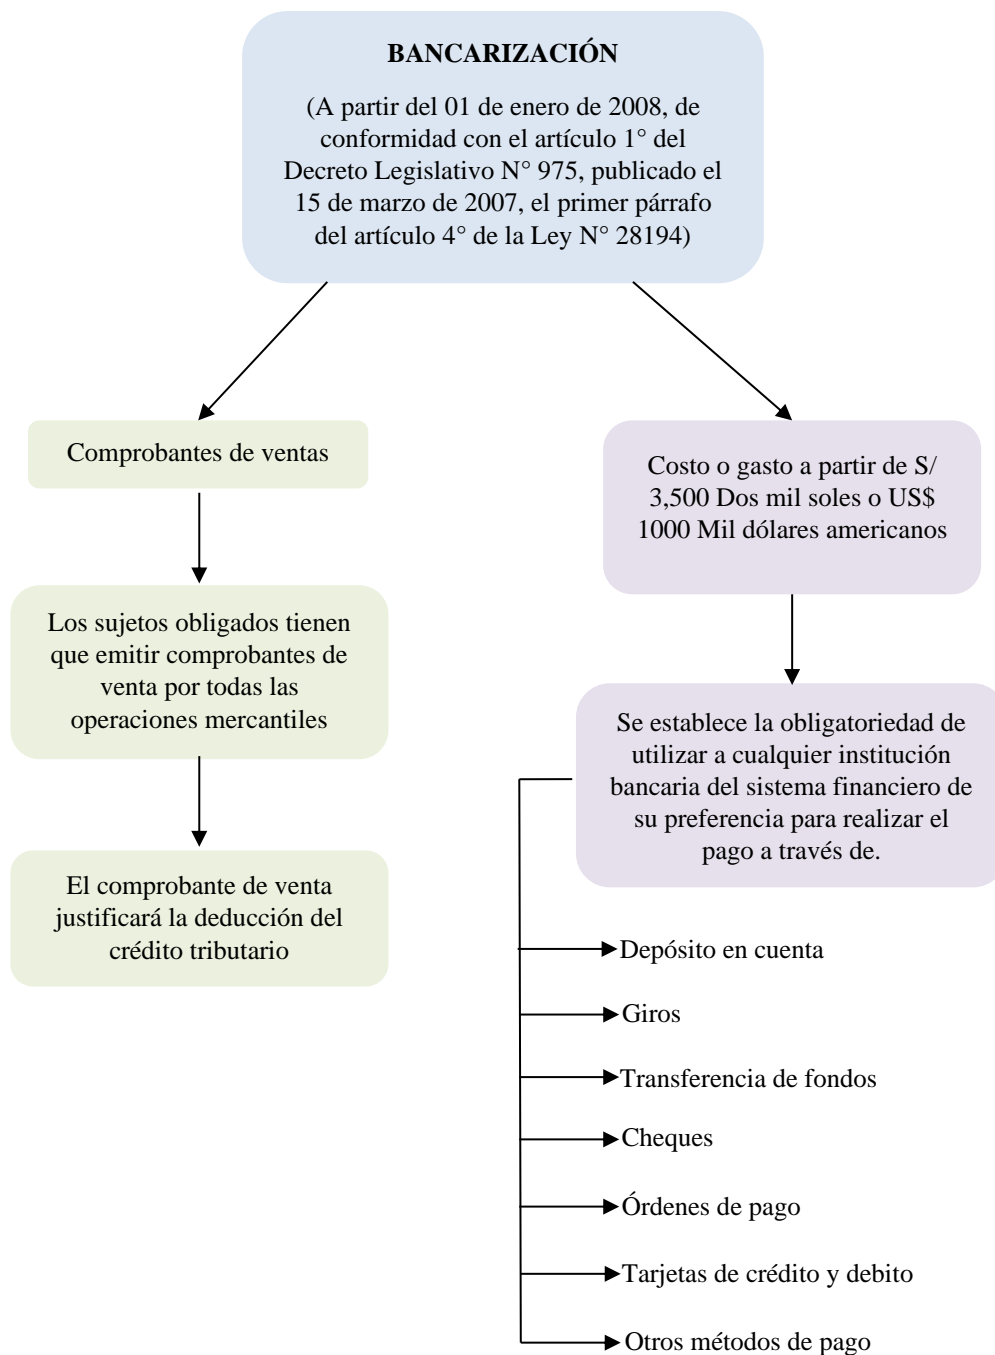 BANCARIZACIÓN
(A partir del 01 de enero de 2008, de
conformidad con el artículo 1° del
Decreto Legislativo N° 975, publicado el
15 de marzo de 2007, el primer párrafo
del artículo 4° de la Ley N° 28194)
Comprobantes de ventas
Los sujetos obligados tienen
que emitir comprobantes de
venta por todas las
operaciones mercantiles
El comprobante de venta
justificará la deducción del
crédito tributario
Costo o gasto a partir de S/
3,500 Dos mil soles o US$
1000 Mil dólares americanos
Se establece la obligatoriedad de
utilizar a cualquier institución
bancaria del sistema financiero de
su preferencia para realizar el
pago a través de.
Depósito en cuenta
Giros
Transferencia de fondos
Cheques
Órdenes de pago
Tarjetas de crédito y debito
Otros métodos de pago